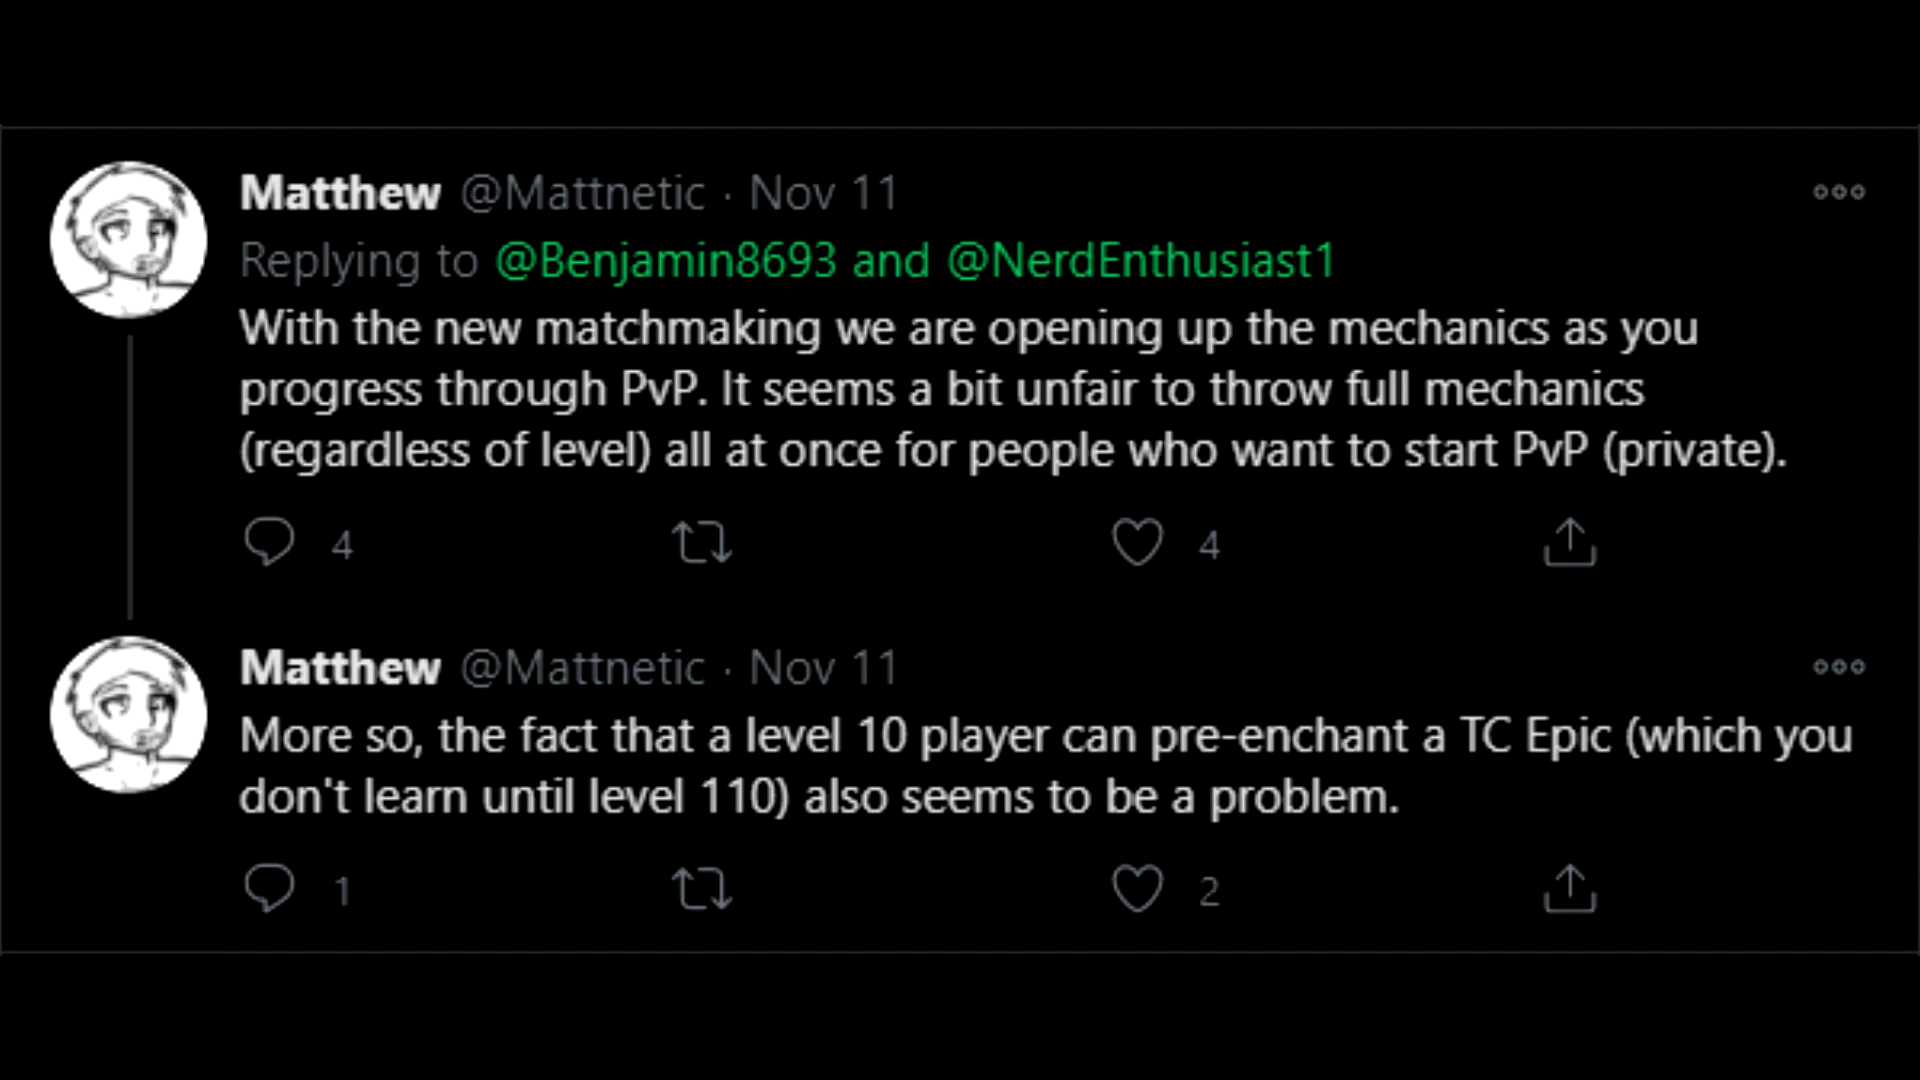 Matthew @Mattnetic · Nov 11
Replying to @Benjamin8693 and @NerdEnthusiast1
With the new matchmaking we are opening up the mechanics as you
progress through PvP. It seems a bit unfair to throw full mechanics
(regardless of level) all at once for people who want to start PvP (private).
4 4
Matthew @Mattnetic · Nov 11
More so, the fact that a level 10 player can pre-enchant a TC Epic (which you
don't learn until level 110) also seems to be a problem.
1 2